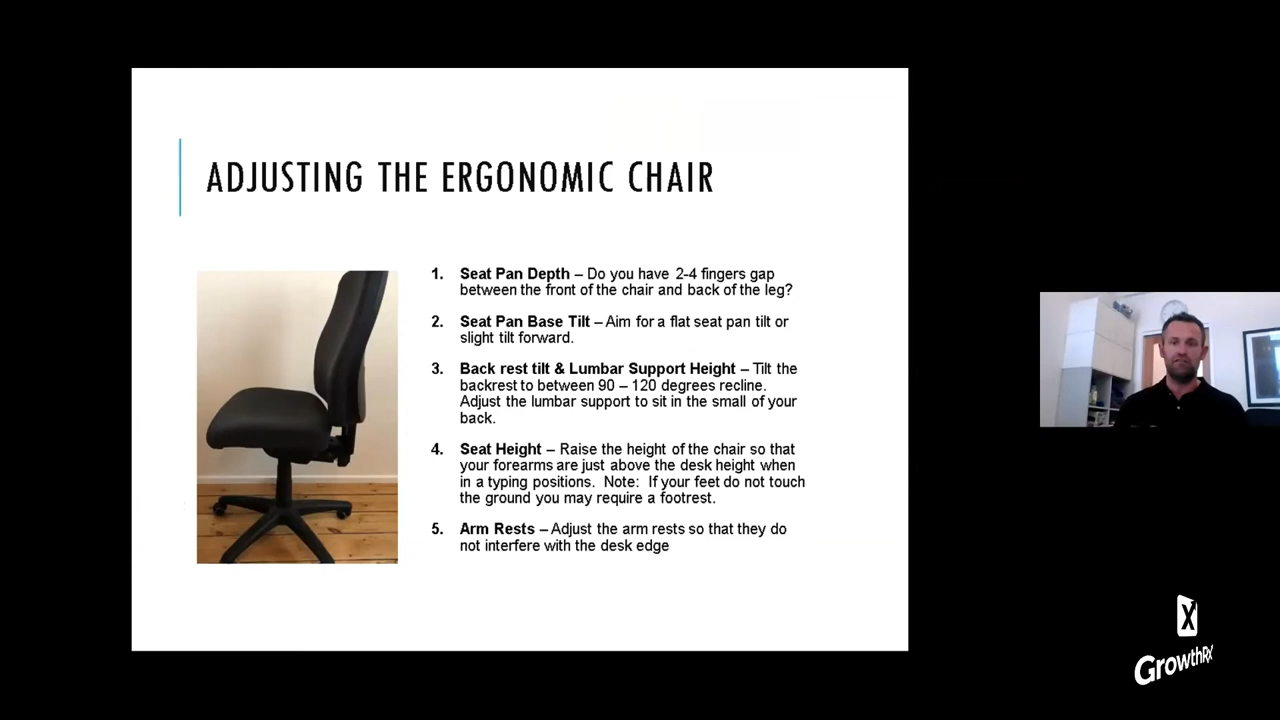 ADJUSTING THE ERGONOMIC CHAIR
1. Seat Pan Depth – Do you have 2-4 fingers gap
between the front of the chair and back of the leg?
2. Seat Pan Base Tilt – Aim for a flat seat pan tilt or
slight tilt forward.
3. Back rest tilt & Lumbar Support Height – Tilt the
backrest to between 90 – 120 degrees recline.
Adjust the lumbar support to sit in the small of your
back.
4. Seat Height – Raise the height of the chair so that
your forearms are just above the desk height when
in a typing positions. Note: If your feet do not touch
the ground you may require a footrest.
5. Arm Rests – Adjust the arm rests so that they do
not interfere with the desk edge
X
GrowthRx